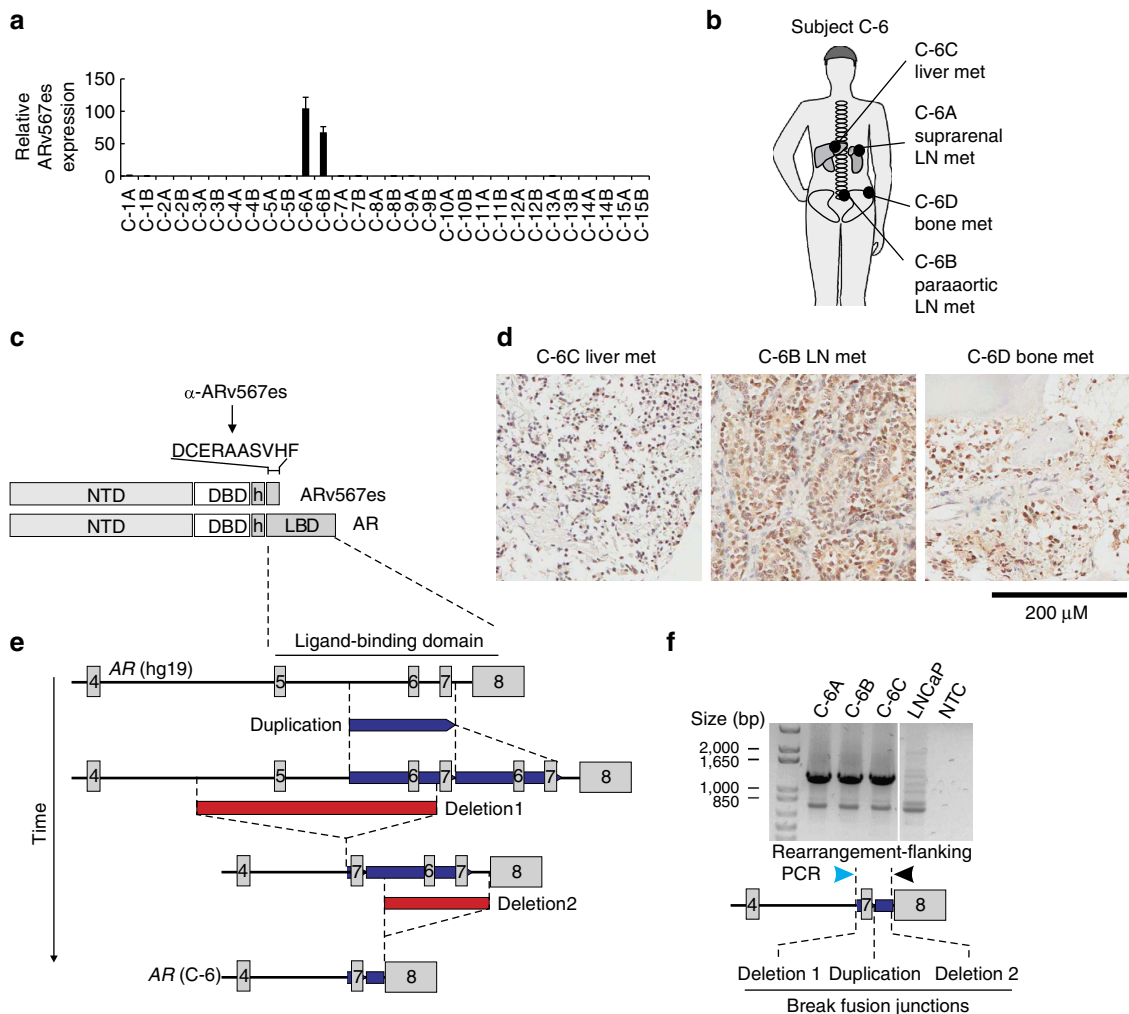 a
Relative
ARv567es
expression
150
100
50
0
C-1A
C-1B
C-2A
C-2B
C-3A
C-3B
C-4A
C-4B
C-5A
C-5B
C-6A
C-6B
C-7A
C-7B
C-8A
C-8B
C-9A
C-9B
C-10A
C-10B
C-11A
C-11B
C-12A
C-12B
C-13A
C-13B
C-14A
C-14B
C-15A
C-15B
b
Subject C-6
C-6C
liver met
C-6A
suprarenal
LN met
C-6D
bone met
C-6B
paraaortic
LN met
c
α-ARv567es
DCERAASVHF
NTD
DBD
h
ARv567es
NTD
DBD
h
LBD
AR
d
C-6C liver met
C-6B LN met
C-6D bone met
200 μM
e
Ligand-binding domain
AR (hg19)
4
5
6
7
8
Duplication
4
5
6
7
6
7
8
Deletion1
Time
4
7
6
7
8
Deletion2
AR (C-6)
4
7
8
f
Size (bp)
C-6A
C-6B
C-6C
LNCaP
NTC
2,000
1,650
1,000
850
Rearrangement-flanking
PCR
4
7
8
Deletion 1
Duplication
Deletion 2
Break fusion junctions